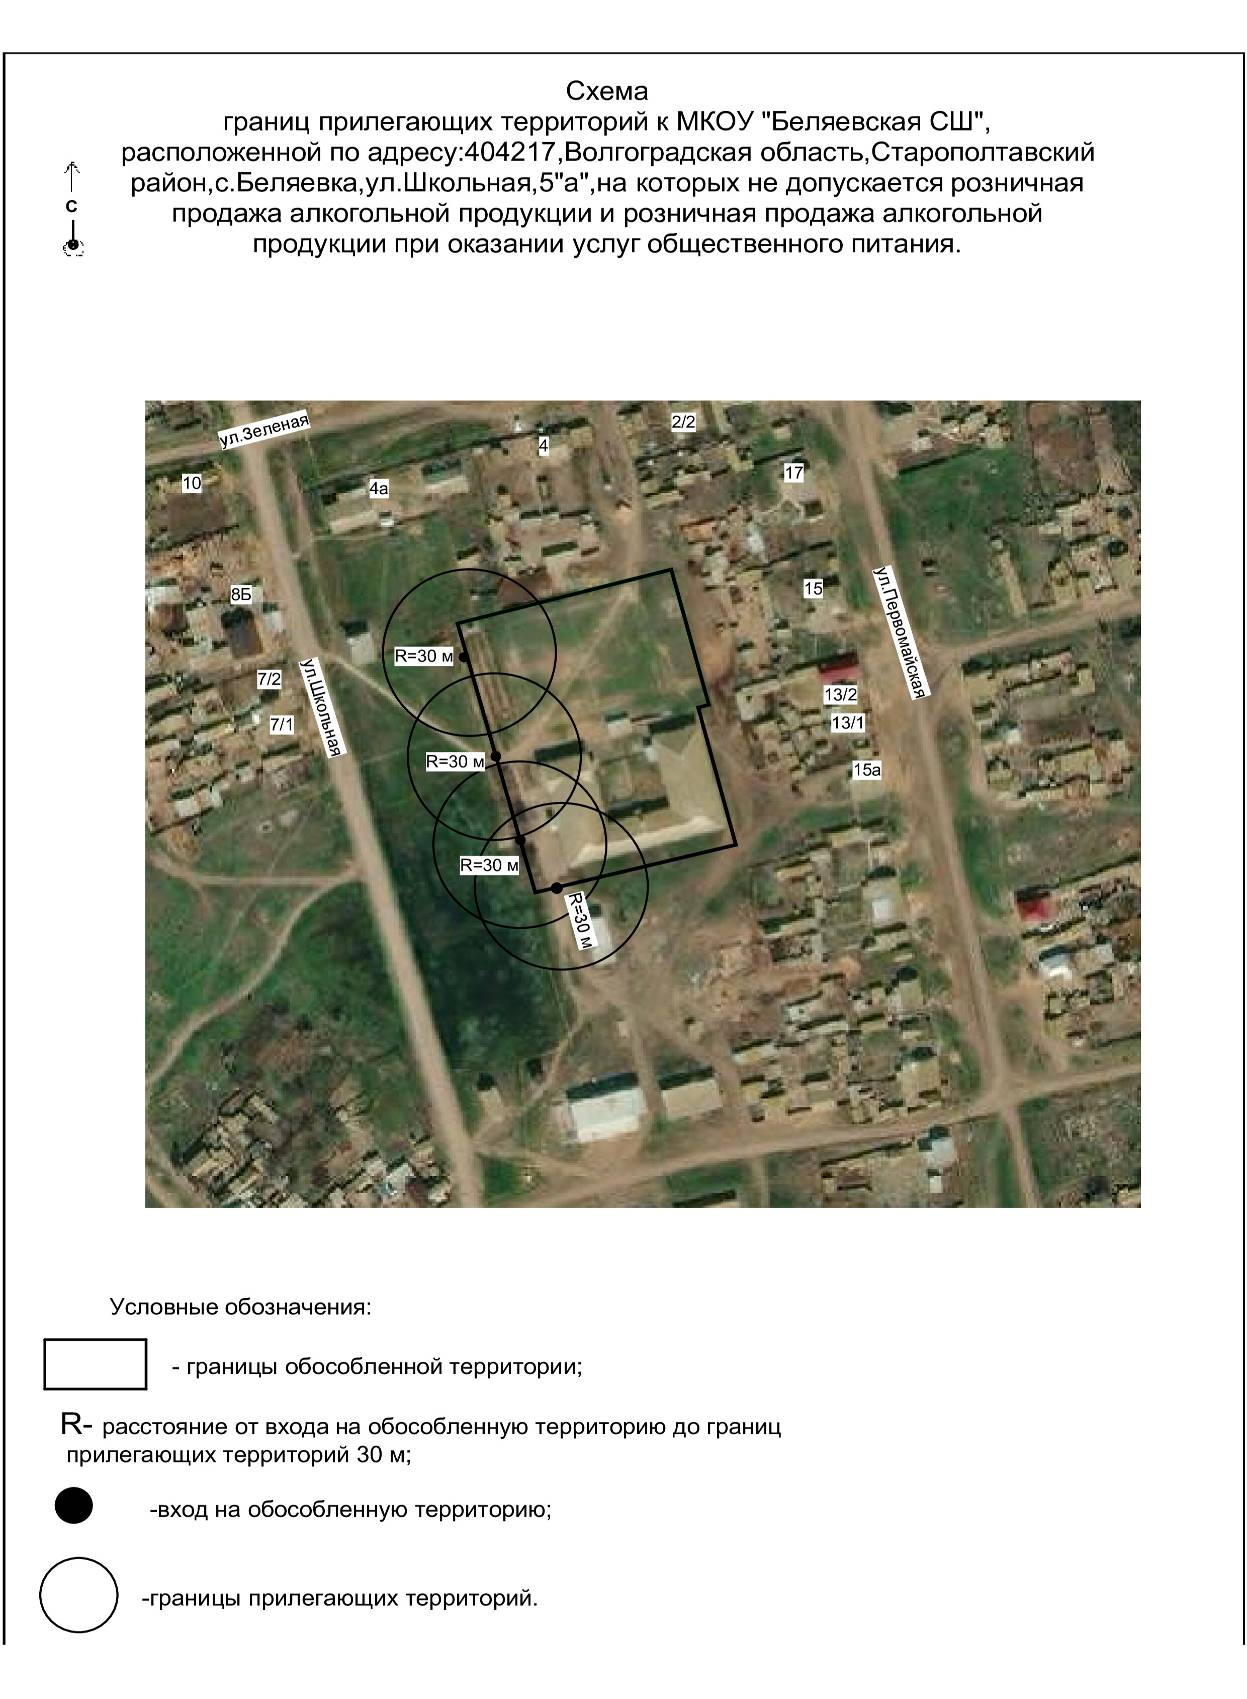 Схема
границ прилегающих территорий к МКОУ "Беляевская СШ",
расположенной по адресу:404217,Волгоградская область,Старополтавский
район,с.Беляевка,ул.Школьная,5"а",на которых не допускается розничная
продажа алкогольной продукции и розничная продажа алкогольной
продукции при оказании услуг общественного питания.
С
ул.Зеленая
2/2
4
17
10
4а
8Б
15
ул.Первомайская
R=30 м
7/2
ул.Школьная
13/2
7/1
13/1
R=30 м
15а
R=30 м
R=30 м
Условные обозначения:
- границы обособленной территории;
R- расстояние от входа на обособленную территорию до границ
прилегающих территорий 30 м;
-вход на обособленную территорию;
-границы прилегающих территорий.